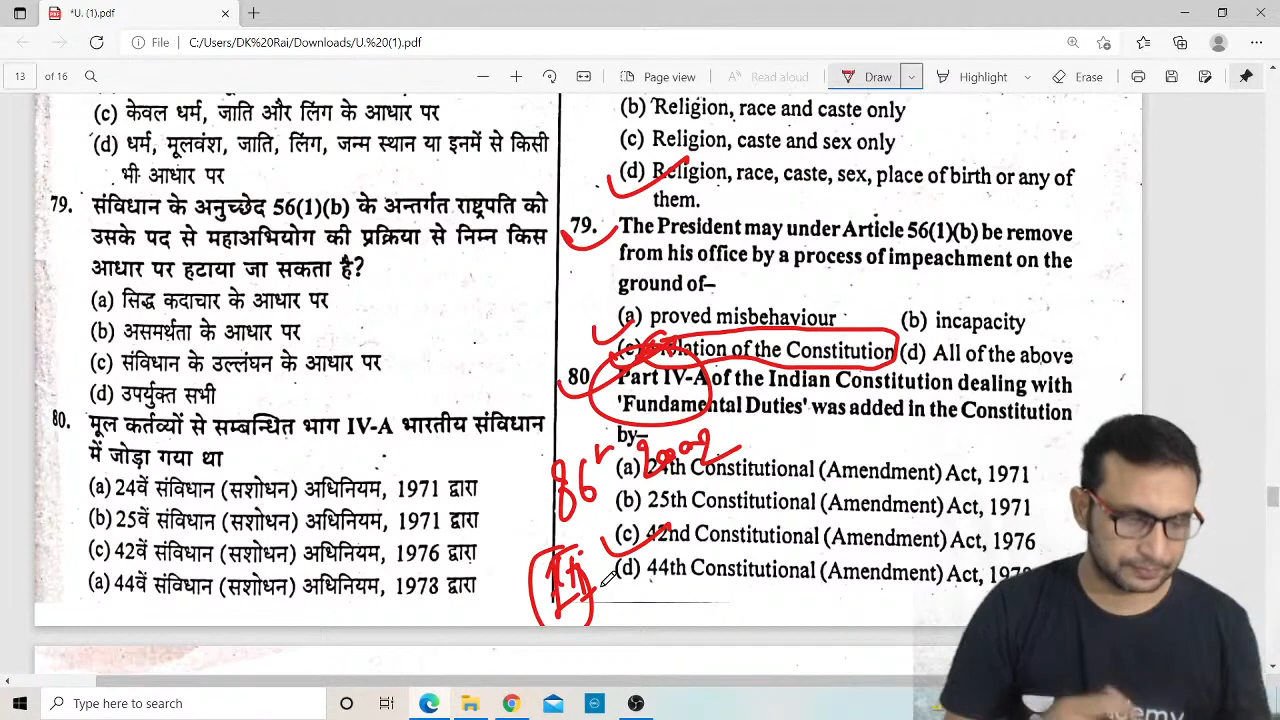 *U. (1).pdf
File C:/Users/DK%20Rai/Downloads/U.%20(1).pdf
13 of 16 Page view Read aloud Draw Highlight Erase
(c) केवल धर्म, जाति और लिंग के आधार पर
(d) धर्म, मूलवंश, जाति, लिंग, जन्म स्थान या इनमें से किसी
भी आधार पर
79. संविधान के अनुच्छेद 56(1)(b) के अन्तर्गत राष्ट्रपति को
उसके पद से महाअभियोग की प्रक्रिया से निम्न किस
आधार पर हटाया जा सकता है?
(a) सिद्ध कदाचार के आधार पर
(b) असमर्थता के आधार पर
(c) संविधान के उल्लंघन के आधार पर
(d) उपर्युक्त सभी
80. मूल कर्तव्यों से सम्बन्धित भाग IV-A भारतीय संविधान
में जोड़ा गया था
(a) 24वें संविधान (सशोधन) अधिनियम, 1971 द्वारा
(b) 25वें संविधान (सशोधन) अधिनियम, 1971 द्वारा
(c) 42वें संविधान (सशोधन) अधिनियम, 1976 द्वारा
(a) 44वें संविधान (सशोधन) अधिनियम, 1973 द्वारा
(b) Religion, race and caste only
(c) Religion, caste and sex only
(d) Religion, race, caste, sex, place of birth or any of
them.
79. The President may under Article 56(1)(b) be remove
from his office by a process of impeachment on the
ground of–
(a) proved misbehaviour (b) incapacity
(c) violation of the Constitution (d) All of the above
80 Part IV-A of the Indian Constitution dealing with
'Fundamental Duties' was added in the Constitution
by–
86 2002
(a) 24th Constitutional (Amendment) Act, 1971
(b) 25th Constitutional (Amendment) Act, 1971
(c) 42nd Constitutional (Amendment) Act, 1976
(d) 44th Constitutional (Amendment) Act,
Type here to search